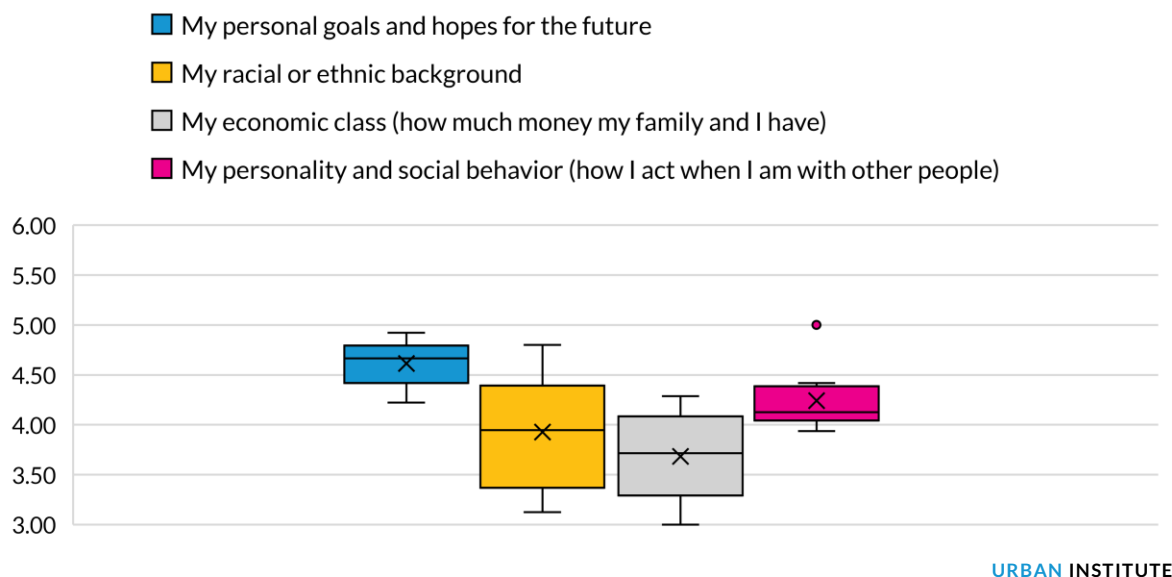 My personal goals and hopes for the future
My racial or ethnic background
My economic class (how much money my family and I have)
My personality and social behavior (how I act when I am with other people)
6.00
5.50
5.00
4.50
4.00
3.50
3.00
URBAN INSTITUTE